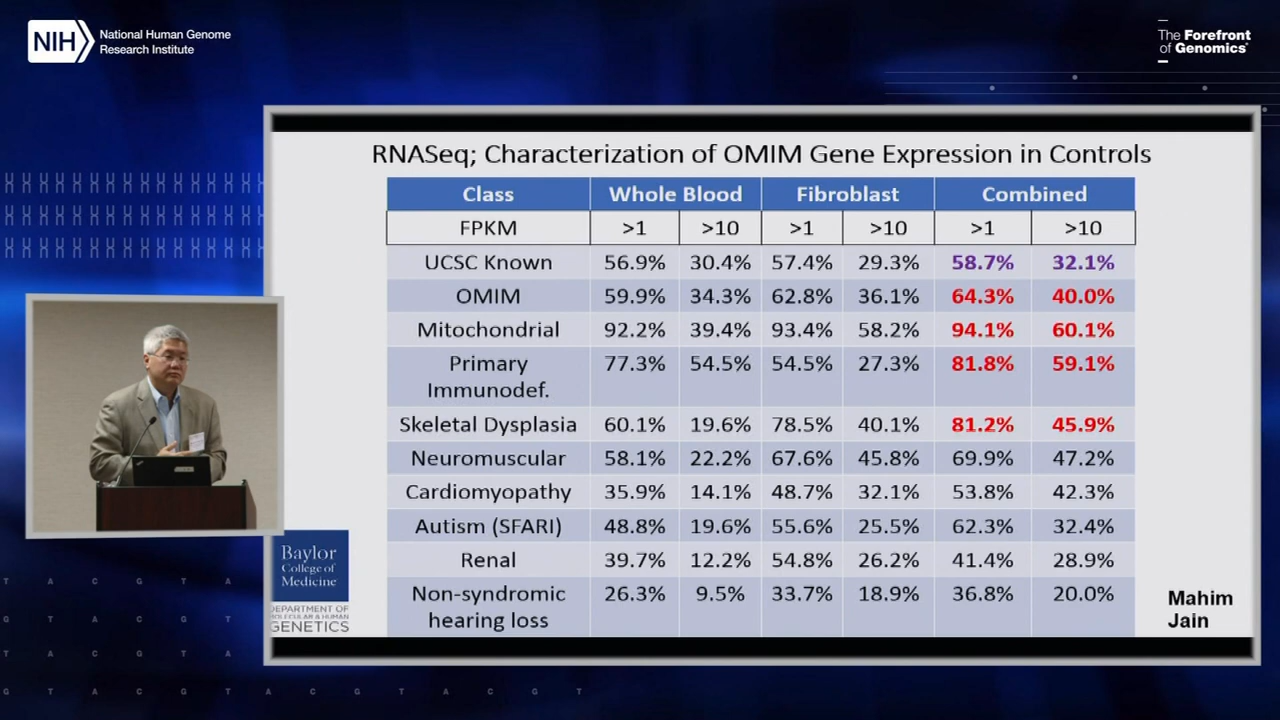 NIH
National Human Genome
Research Institute
The Forefront
of Genomics®
RNASeq; Characterization of OMIM Gene Expression in Controls
Class Whole Blood Fibroblast Combined
FPKM >1 >10 >1 >10 >1 >10
UCSC Known 56.9% 30.4% 57.4% 29.3% 58.7% 32.1%
OMIM 59.9% 34.3% 62.8% 36.1% 64.3% 40.0%
Mitochondrial 92.2% 39.4% 93.4% 58.2% 94.1% 60.1%
Primary 77.3% 54.5% 54.5% 27.3% 81.8% 59.1%
Immunodef.
Skeletal Dysplasia 60.1% 19.6% 78.5% 40.1% 81.2% 45.9%
Neuromuscular 58.1% 22.2% 67.6% 45.8% 69.9% 47.2%
Cardiomyopathy 35.9% 14.1% 48.7% 32.1% 53.8% 42.3%
Autism (SFARI) 48.8% 19.6% 55.6% 25.5% 62.3% 32.4%
Renal 39.7% 12.2% 54.8% 26.2% 41.4% 28.9%
Non-syndromic 26.3% 9.5% 33.7% 18.9% 36.8% 20.0%
hearing loss
Baylor
College of
Medicine
DEPARTMENT OF
MOLECULAR & HUMAN
GENETICS
Mahim
Jain
T A C G T A
G T A C G T
T A C G T A
G T A C G T A C G T A C G T